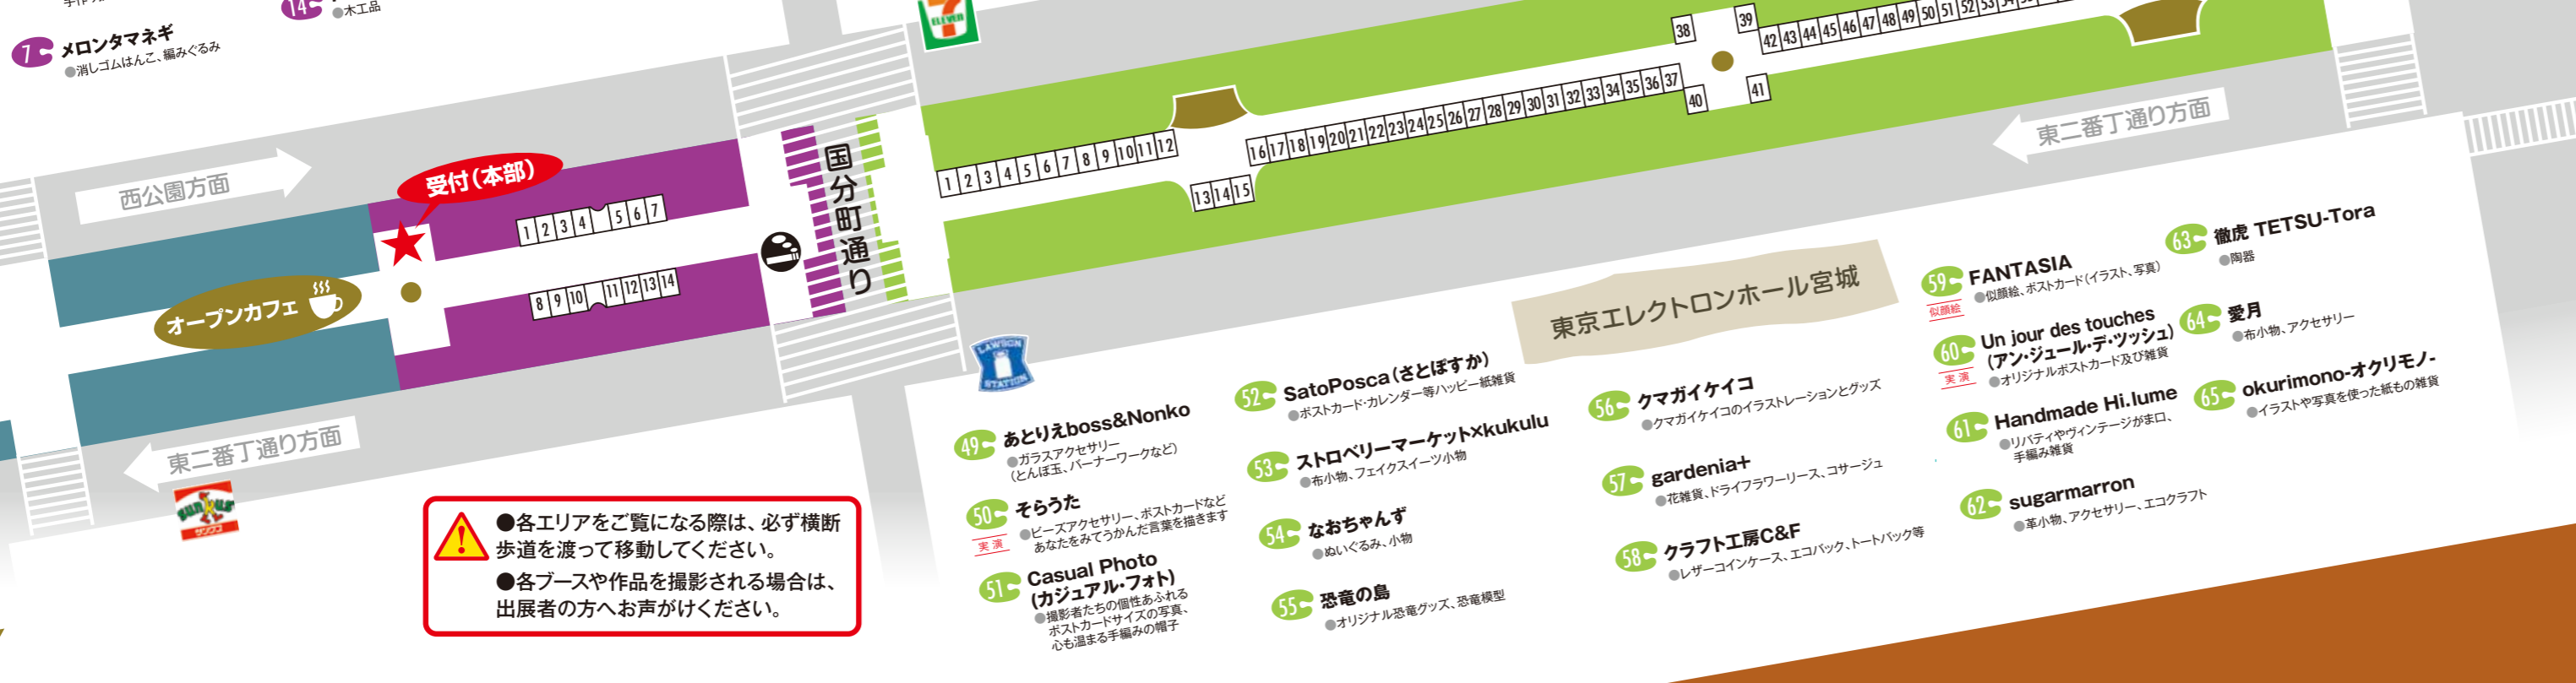 7 メロンタマネギ
●消しゴムはんこ、編みぐるみ
14
●木工品
西公園方面
受付（本部）
オープンカフェ
1 2 3 4 5 6 7
8 9 10 11 12 13 14
東二番丁通り方面
サンクス
国分町通り
7 ELEVEN
1 2 3 4 5 6 7 8 9 10 11 12
13 14 15
16 17 18 19 20 21 22 23 24 25 26 27 28 29 30 31 32 33 34 35 36 37
38
39
40
41
42 43 44 45 46 47 48 49 50 51 52 53
東二番丁通り方面
東京エレクトロンホール宮城
LAWSON
STATION
●各エリアをご覧になる際は、必ず横断
歩道を渡って移動してください。
●各ブースや作品を撮影される場合は、
出展者の方へお声がけください。
49 あとりえboss&Nonko
●ガラスアクセサリー
（とんぼ玉、バーナーワークなど）
50 そらうた
実演
●ビーズアクセサリー、ポストカードなど
あなたをみてうかんだ言葉を描きます
51 Casual Photo
（カジュアル・フォト）
●撮影者たちの個性あふれる
ポストカードサイズの写真、
心も温まる手編みの帽子
52 SatoPosca（さとぽすか）
●ポストカード・カレンダー等ハッピー紙雑貨
53 ストロベリーマーケット×kukulu
●布小物、フェイクスイーツ小物
54 なおちゃんず
●ぬいぐるみ、小物
55 恐竜の島
●オリジナル恐竜グッズ、恐竜模型
56 クマガイケイコ
●クマガイケイコのイラストレーションとグッズ
57 gardenia+
●花雑貨、ドライフラワーリース、コサージュ
58 クラフト工房C&F
●レザーコインケース、エコバック、トートバック等
59 FANTASIA
似顔絵
●似顔絵、ポストカード（イラスト、写真）
60 Un jour des touches
（アン・ジュール・デ・ツッシュ）
実演
●オリジナルポストカード及び雑貨
61 Handmade Hi.lume
●リバティやヴィンテージがま口、
手編み雑貨
62 sugarmarron
●革小物、アクセサリー、エコクラフト
63 徹虎 TETSU-Tora
●陶器
64 愛月
●布小物、アクセサリー
65 okurimono-オクリモノ-
●イラストや写真を使った紙もの雑貨